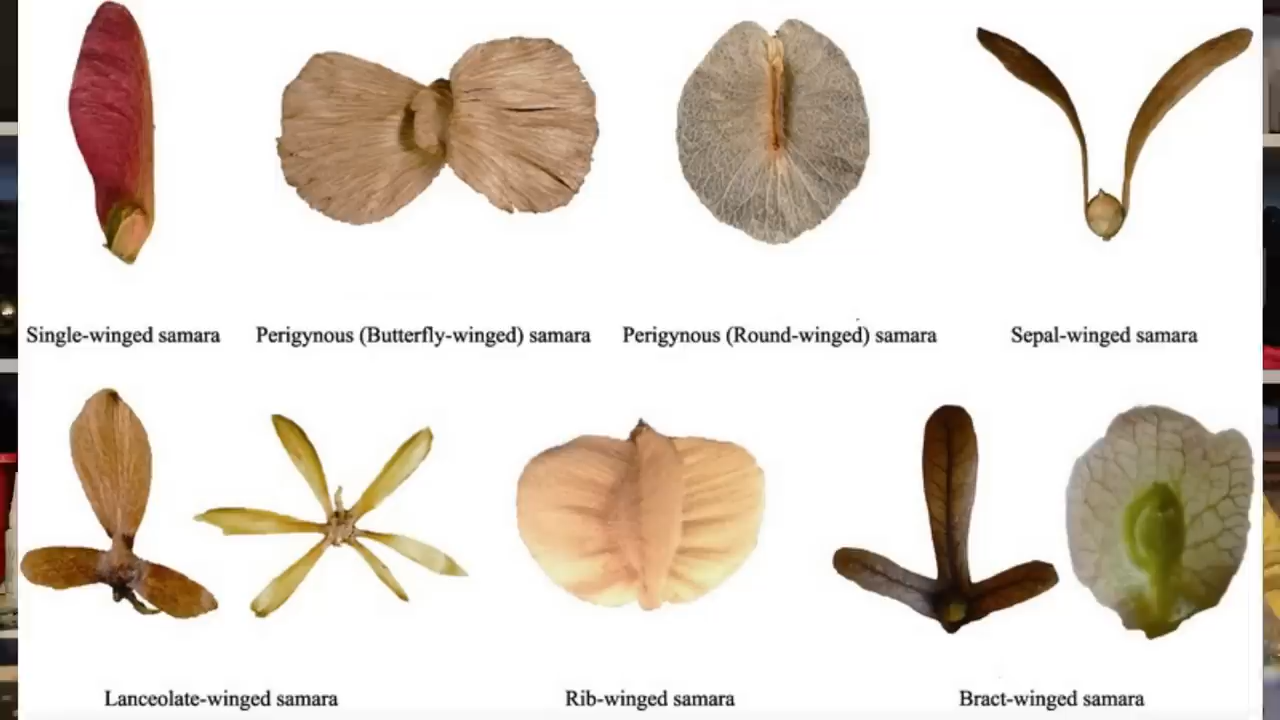 Single-winged samara
Perigynous (Butterfly-winged) samara
Perigynous (Round-winged) samara
Sepal-winged samara
Lanceolate-winged samara
Rib-winged samara
Bract-winged samara